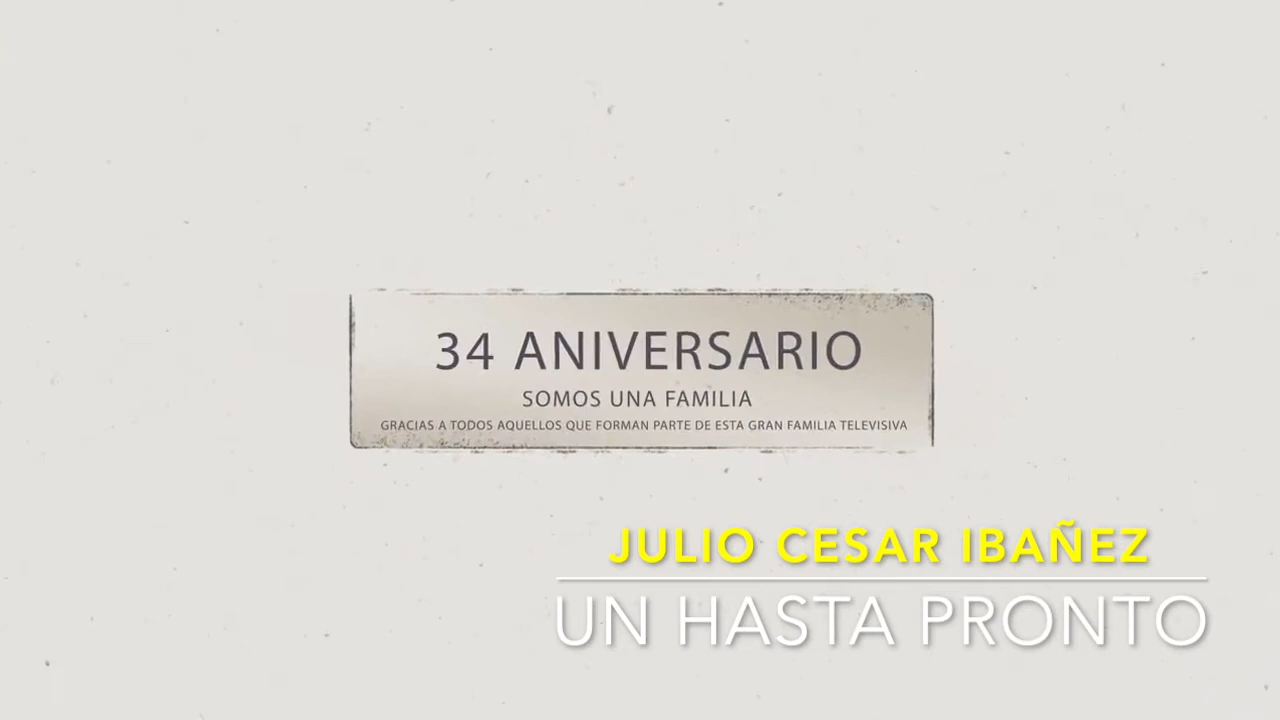 34 ANIVERSARIO
SOMOS UNA FAMILIA
GRACIAS A TODOS AQUELLOS QUE FORMAN PARTE DE ESTA GRAN FAMILIA TELEVISIVA
JULIO CESAR IBAÑEZ
UN HASTA PRONTO